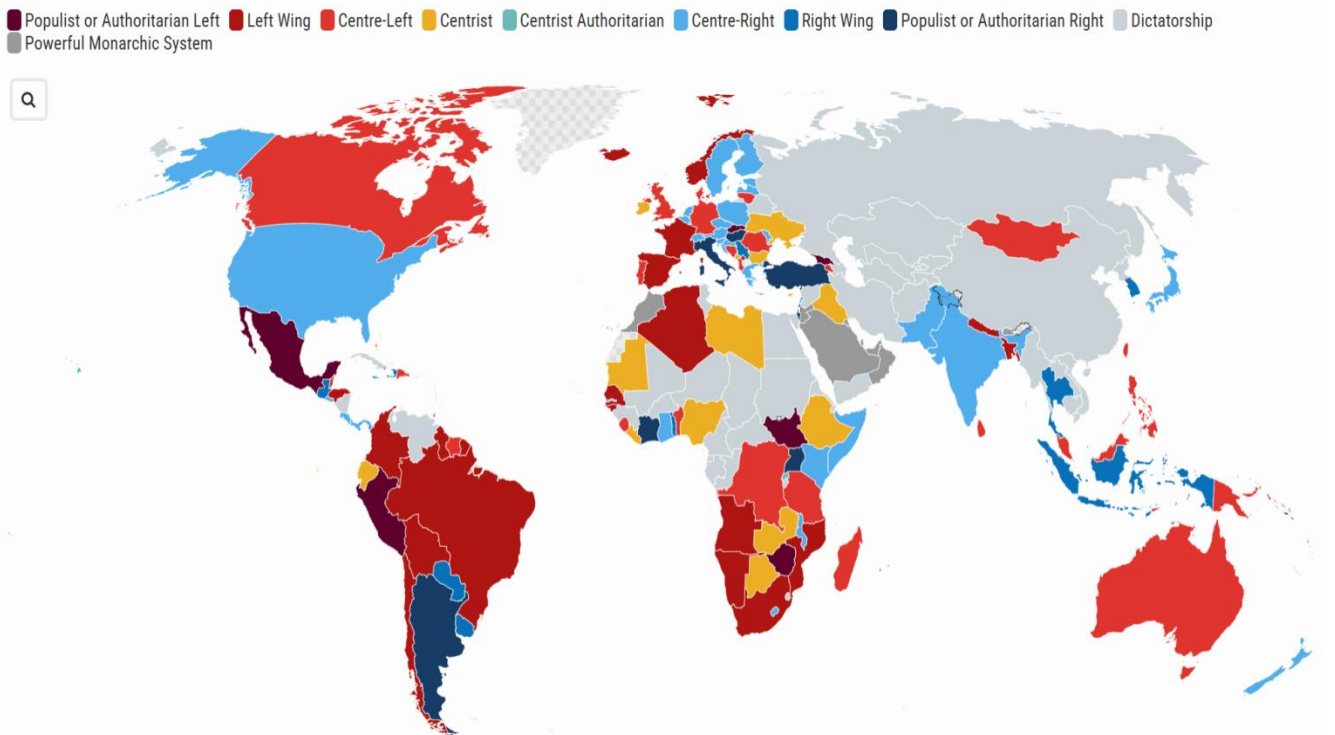 Populist or Authoritarian Left Left Wing Centre-Left Centrist Centrist Authoritarian Centre-Right Right Wing Populist or Authoritarian Right Dictatorship
Powerful Monarchic System